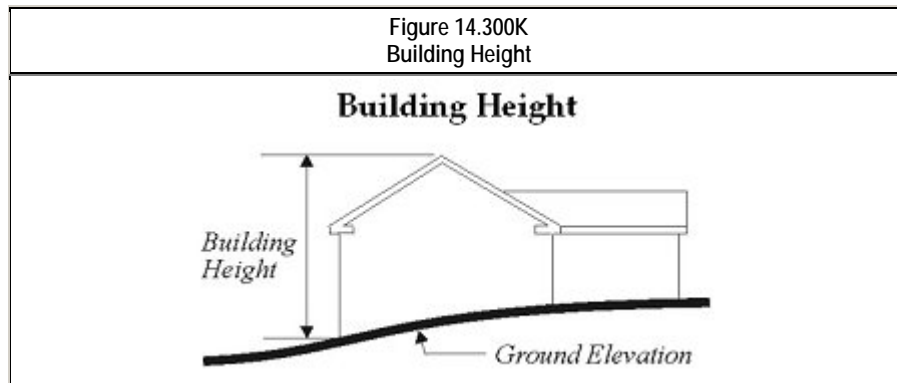 Figure 14.300K
Building Height
Building Height
Building
Height
Ground Elevation